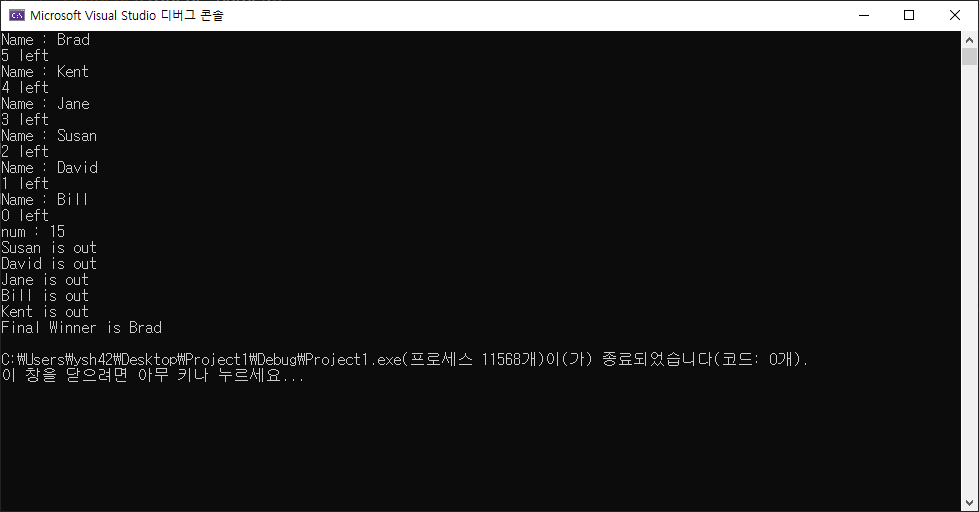 Microsoft Visual Studio 디버그 콘솔
Name : Brad
5 left
Name : Kent
4 left
Name : Jane
3 left
Name : Susan
2 left
Name : David
1 left
Name : Bill
0 left
num : 15
Susan is out
David is out
Jane is out
Bill is out
Kent is out
Final Winner is Brad
C:₩Users₩ysh42₩Desktop₩Project1₩Debug₩Project1.exe(프로세스 11568개)이(가) 종료되었습니다(코드: 0개).
이 창을 닫으려면 아무 키나 누르세요...